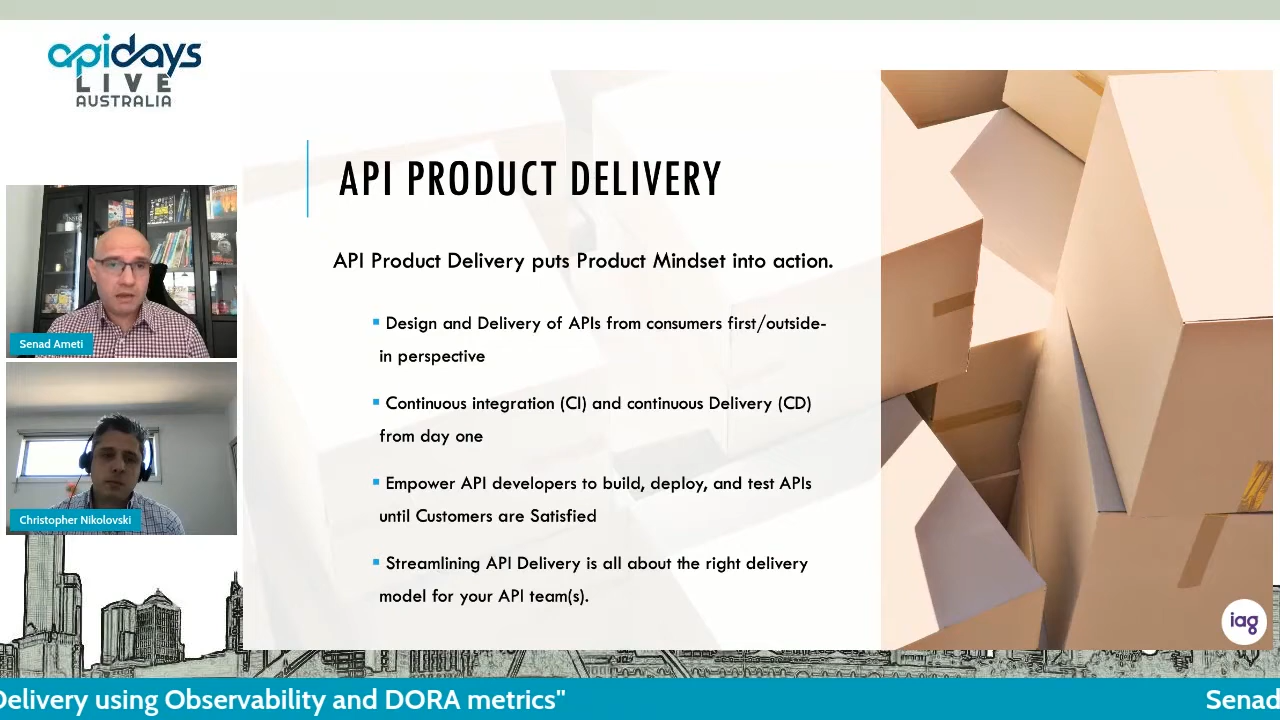 apidays
LIVE
AUSTRALIA
API PRODUCT DELIVERY
API Product Delivery puts Product Mindset into action.
Design and Delivery of APIs from consumers first/outside-
in perspective
Continuous integration (CI) and continuous Delivery (CD)
from day one
Empower API developers to build, deploy, and test APIs
until Customers are Satisfied
Streamlining API Delivery is all about the right delivery
model for your API team(s).
Senad Ameti
Christopher Nikolovski
iag
Delivery using Observability and DORA metrics"
Senad